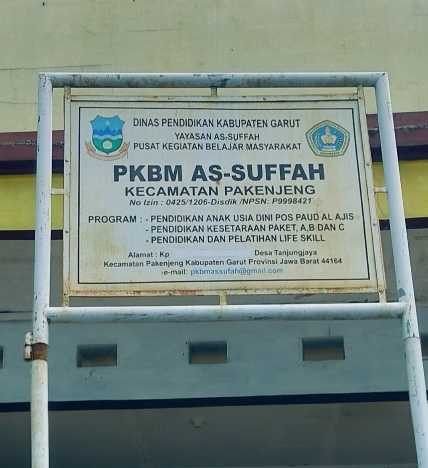 DINAS PENDIDIKAN KABUPATEN GARUT
YAYASAN AS-SUFFAH
PUSAT KEGIATAN BELAJAR MASYARAKAT
PKBM AS-SUFFAH
KECAMATAN PAKENJENG
No Izin : 0425/1206-Disdik /NPSN: P9998421
PROGRAM : - PENDIDIKAN ANAK USIA DINI POS PAUD AL AJIS
- PENDIDIKAN KESETARAAN PAKET, A,B DAN C
- PENDIDIKAN DAN PELATIHAN LIFE SKILL
Alamat : Kp Desa Tanjungjaya
Kecamatan Pakenjeng Kabupaten Garut Provinsi Jawa Barat 44164
e-mail: pkbmassufah@gmail.com